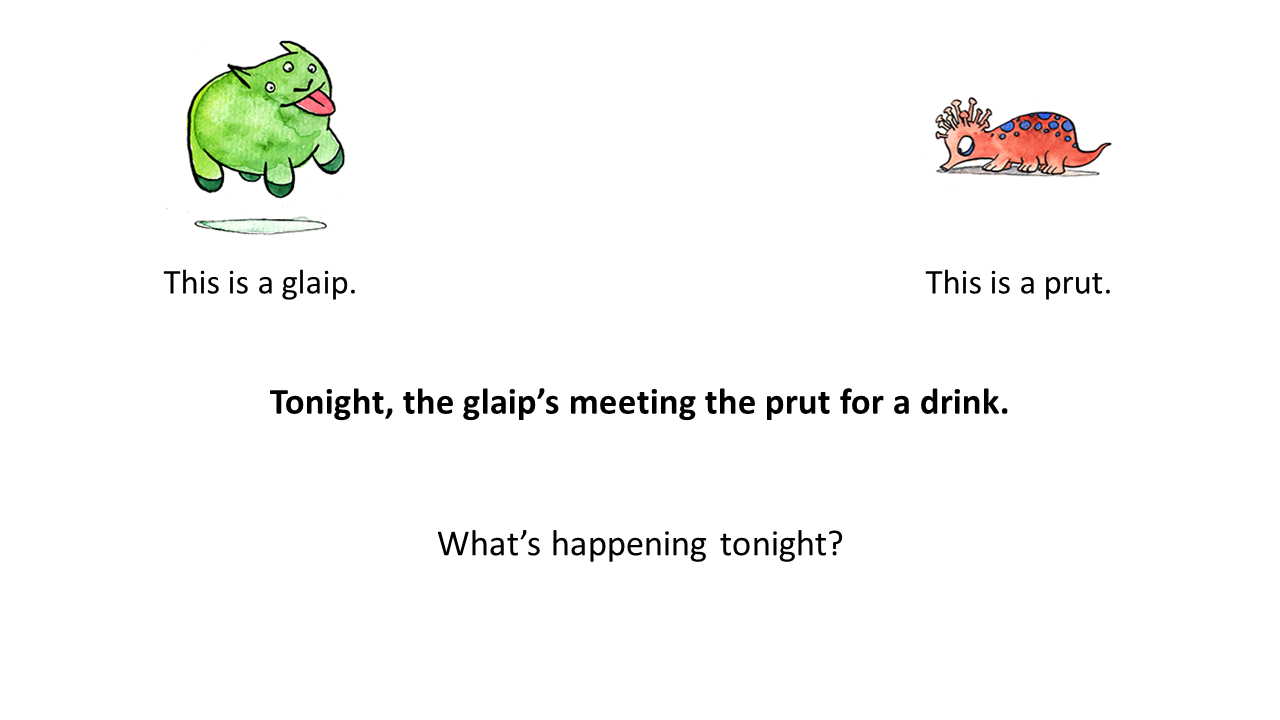 This is a glaip.
This is a prut.
Tonight, the glaip’s meeting the prut for a drink.
What’s happening tonight?